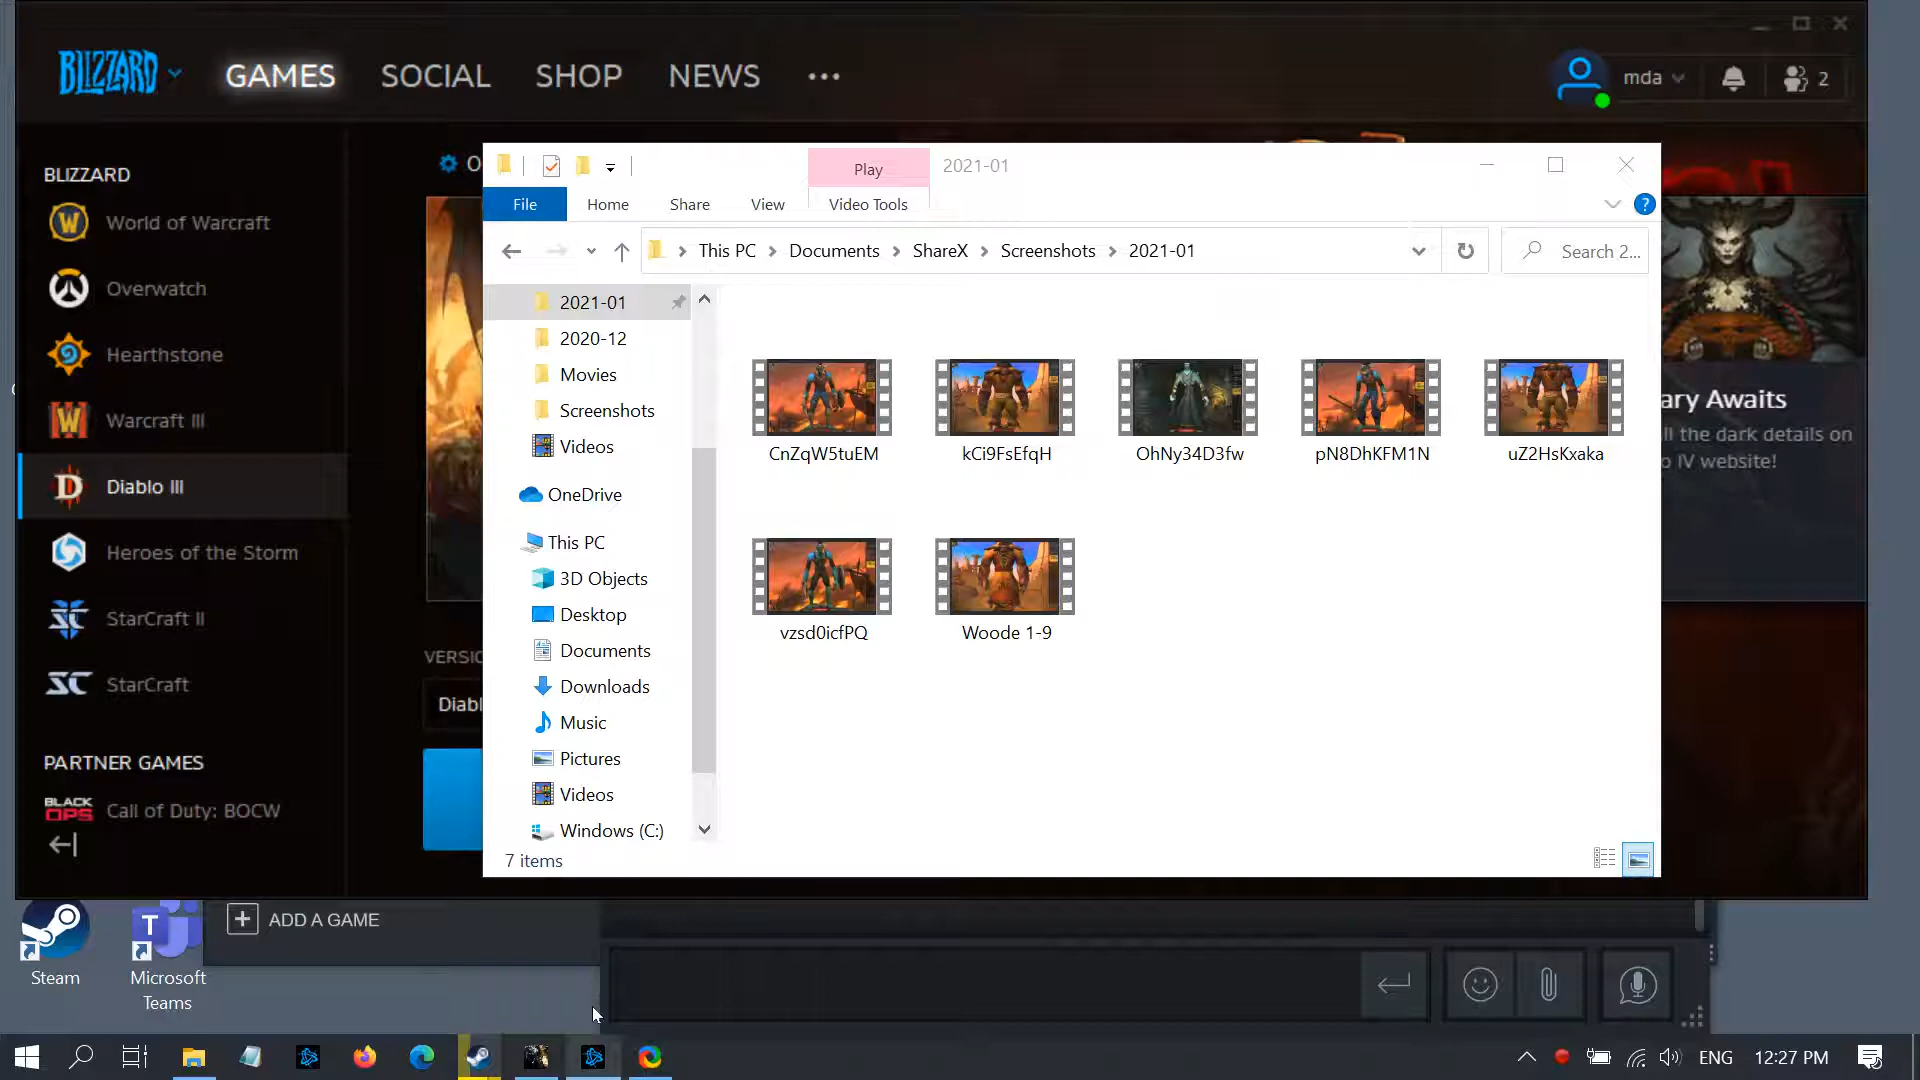 BLIZZARD
GAMES
SOCIAL
SHOP
NEWS
mda
2
BLIZZARD
World of Warcraft
Overwatch
Hearthstone
Warcraft III
Diablo III
Heroes of the Storm
StarCraft II
StarCraft
PARTNER GAMES
BLACK OPS
Call of Duty: BOCW
Play
2021-01
File
Home
Share
View
Video Tools
This PC
Documents
ShareX
Screenshots
2021-01
Search 2...
2021-01
2020-12
Movies
Screenshots
Videos
OneDrive
This PC
3D Objects
Desktop
Documents
Downloads
Music
Pictures
Videos
Windows (C:)
CnZqW5tuEM
kCi9FsEfqH
OhNy34D3fw
pN8DhKFM1N
uZ2HsKxaka
vzsd0icfPQ
Woode 1-9
7 items
ary Awaits
ll the dark details on
o IV website!
VERSIO
Diabl
ADD A GAME
Steam
Microsoft
Teams
ENG
12:27 PM